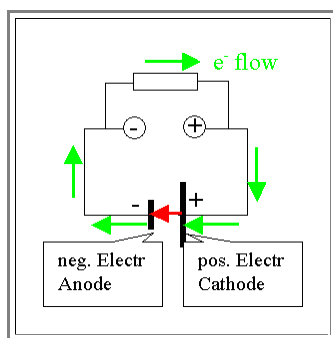 e- flow
- +
- +
neg. Electr
Anode
pos. Electr
Cathode